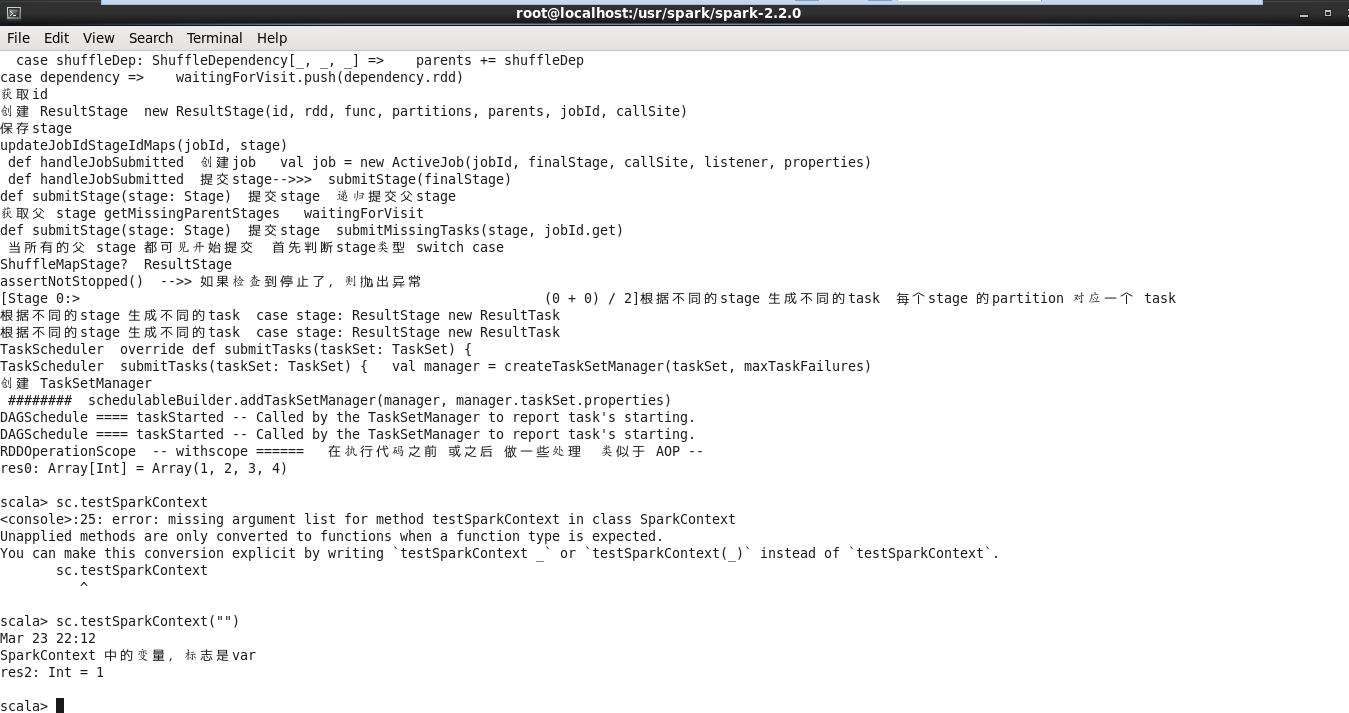 root@localhost:/usr/spark/spark-2.2.0
File Edit View Search Terminal Help
case shuffleDep: ShuffleDependency[_, _, _] => parents += shuffleDep
case dependency => waitingForVisit.push(dependency.rdd)
获取id
创建 ResultStage new ResultStage(id, rdd, func, partitions, parents, jobId, callSite)
保存stage
updateJobIdStageIdMaps(jobId, stage)
def handleJobSubmitted 创建job val job = new ActiveJob(jobId, finalStage, callSite, listener, properties)
def handleJobSubmitted 提交stage-->>> submitStage(finalStage)
def submitStage(stage: Stage) 提交stage 递归提交父stage
获取父 stage getMissingParentStages waitingForVisit
def submitStage(stage: Stage) 提交stage submitMissingTasks(stage, jobId.get)
当所有的父 stage 都可见开始提交 首先判断stage类型 switch case
ShuffleMapStage? ResultStage
assertNotStopped() -->> 如果检查到停止了, 则抛出异常
[Stage 0:> (0 + 0) / 2]根据不同的stage 生成不同的task 每个stage 的partition 对应一个 task
根据不同的stage 生成不同的task case stage: ResultStage new ResultTask
根据不同的stage 生成不同的task case stage: ResultStage new ResultTask
TaskScheduler override def submitTasks(taskSet: TaskSet) {
TaskScheduler submitTasks(taskSet: TaskSet) { val manager = createTaskSetManager(taskSet, maxTaskFailures)
创建 TaskSetManager
######## schedulableBuilder.addTaskSetManager(manager, manager.taskSet.properties)
DAGSchedule ==== taskStarted -- Called by the TaskSetManager to report task's starting.
DAGSchedule ==== taskStarted -- Called by the TaskSetManager to report task's starting.
RDDOperationScope -- withscope ====== 在执行代码之前 或之后 做一些处理 类似于 AOP --
res0: Array[Int] = Array(1, 2, 3, 4)
scala> sc.testSparkContext
<console>:25: error: missing argument list for method testSparkContext in class SparkContext
Unapplied methods are only converted to functions when a function type is expected.
You can make this conversion explicit by writing `testSparkContext _` or `testSparkContext(_)` instead of `testSparkContext`.
sc.testSparkContext
^
scala> sc.testSparkContext("")
Mar 23 22:12
SparkContext 中的变量, 标志是var
res2: Int = 1
scala>